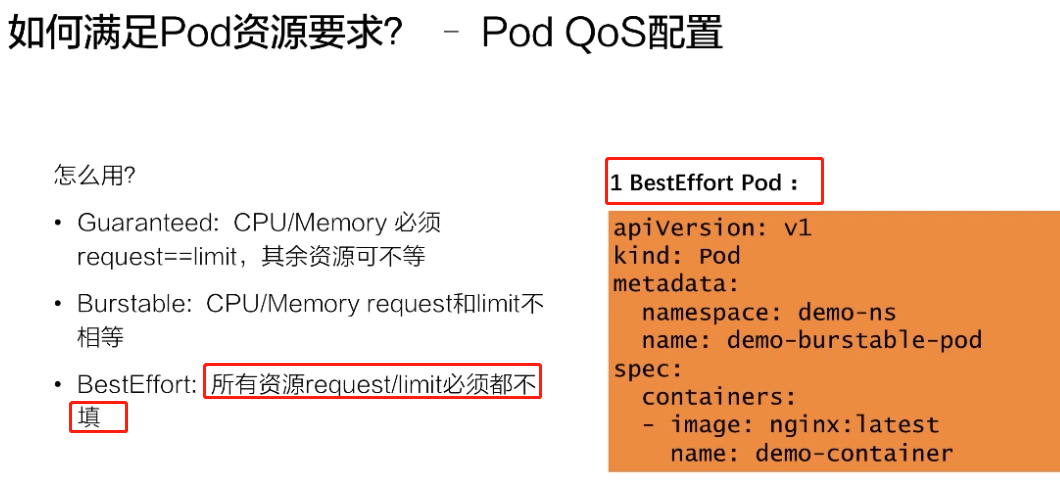 如何满足Pod资源要求? - Pod QoS配置
怎么用?
• Guaranteed: CPU/Memory 必须
request==limit，其余资源可不等
• Burstable: CPU/Memory request和limit不
相等
• BestEffort: 所有资源request/limit必须都不
填
1 BestEffort Pod：
apiVersion: v1
kind: Pod
metadata:
  namespace: demo-ns
  name: demo-burstable-pod
spec:
  containers:
  - image: nginx:latest
    name: demo-container